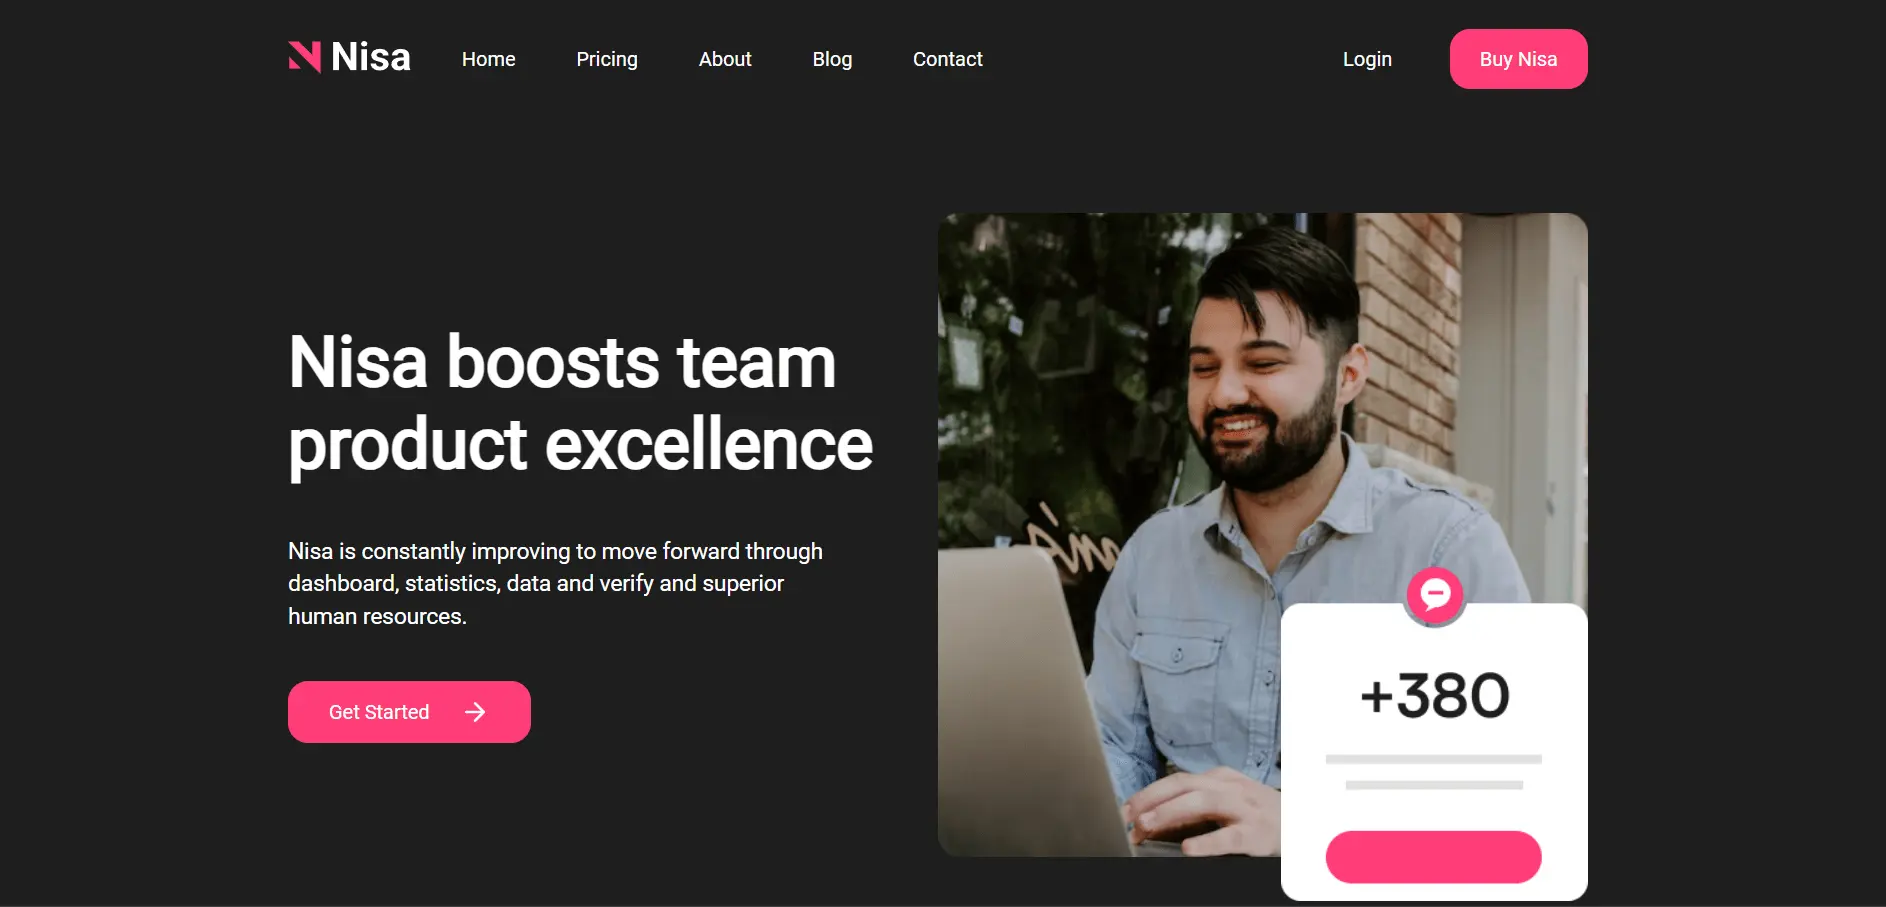 Nisa
Home
Pricing
About
Blog
Contact
Login
Buy Nisa
Nisa boosts team
product excellence
Nisa is constantly improving to move forward through
dashboard, statistics, data and verify and superior
human resources.
Get Started
+380